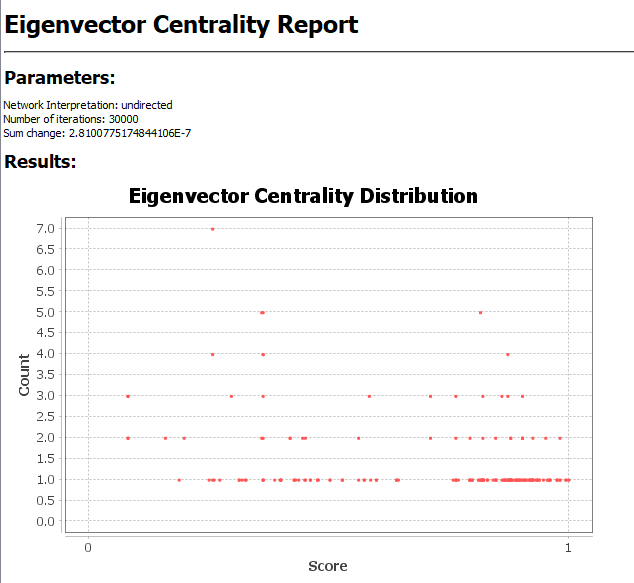 Eigenvector Centrality Report
Parameters:
Network Interpretation: undirected
Number of iterations: 30000
Sum change: 2.8100775174844106E-7
Results:
Eigenvector Centrality Distribution
7.0
6.5
6.0
5.5
5.0
4.5
4.0
3.5
3.0
2.5
2.0
1.5
1.0
0.5
0.0
Count
0 1
Score